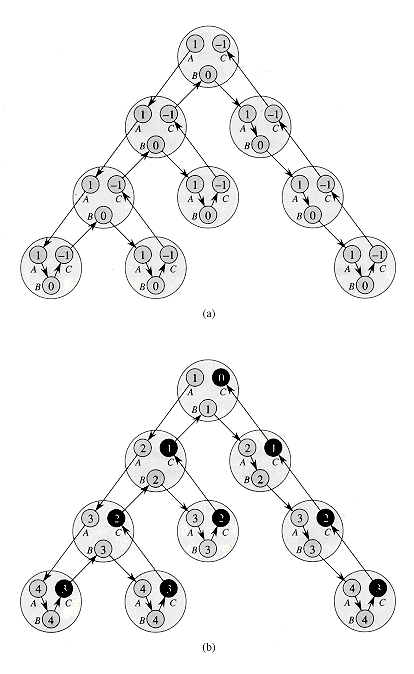 1 -1
A C
B 0
1 -1 1 -1
A C A C
B 0 B 0
1 -1 1 -1 1 -1
A C A C A C
B 0 B 0 B 0
1 -1 1 -1 1 -1
A C A C A C
B 0 B 0 B 0
(a)
1 0
A C
B 1
2 1 2 1
A C A C
B 2 B 2
3 2 3 2 3 2
A C A C A C
B 3 B 3 B 3
4 3 4 3 4 3
A C A C A C
B 4 B 4 B 4
(b)